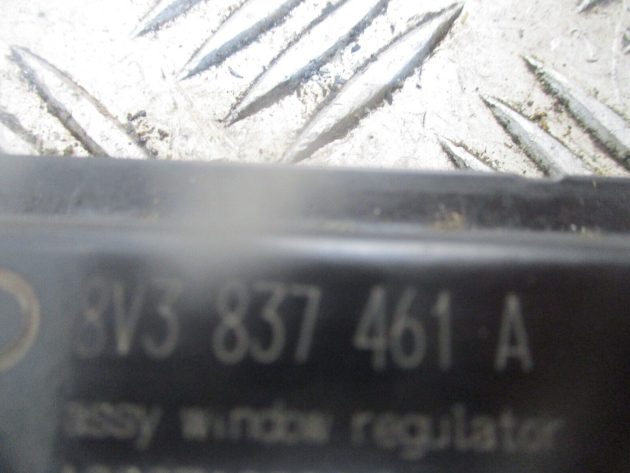 8V3 837 461 A
assy window regulator